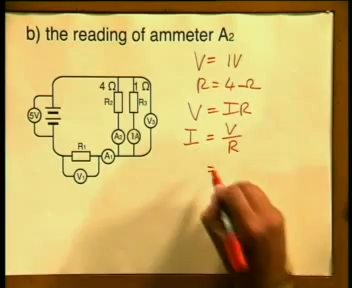 b) the reading of ammeter A2
V = 1V
R = 4 Ω
V = IR
I = V/R
=
4 Ω 1 Ω
R2 R3
5V
V3
A2 1A
R1
A1
V1